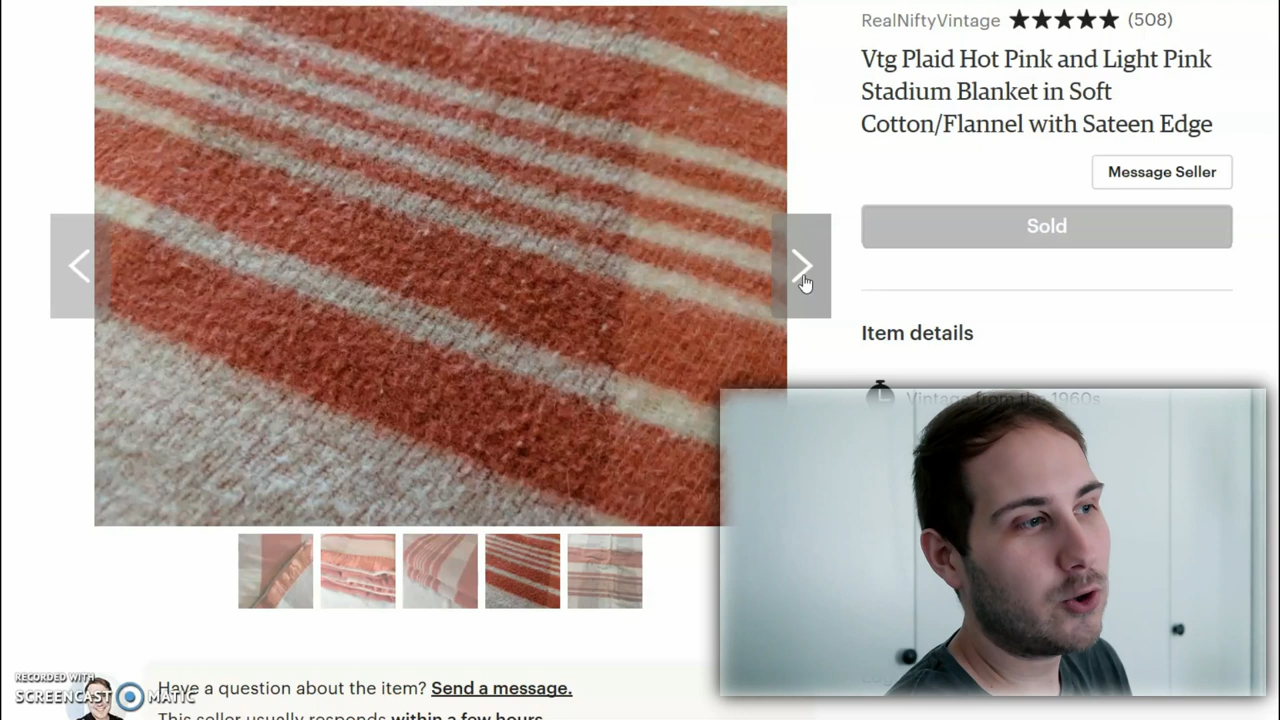 RealNiftyVintage ★★★★★ (508)
Vtg Plaid Hot Pink and Light Pink
Stadium Blanket in Soft
Cotton/Flannel with Sateen Edge
Message Seller
Sold
Item details
Vintage from the 1960s
Have a question about the item? Send a message.
This seller usually responds within a few hours.
RECORDED WITH
SCREENCAST MATIC